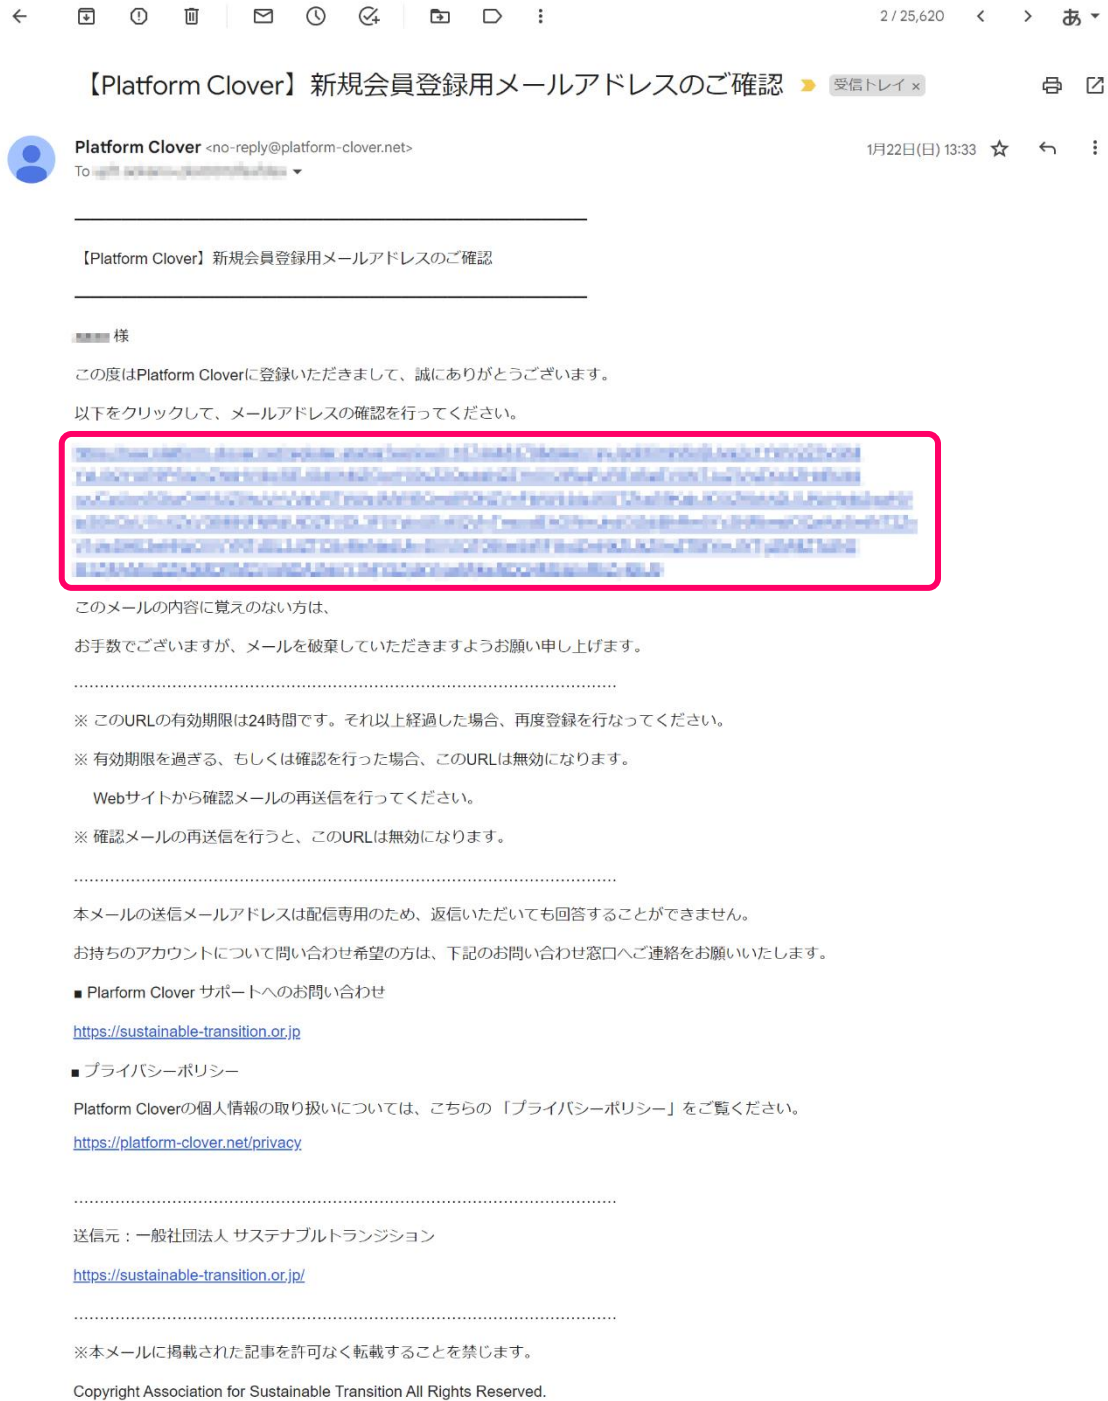 2 / 25,620
あ
【Platform Clover】新規会員登録用メールアドレスのご確認
受信トレイ ×
Platform Clover <no-reply@platform-clover.net>
1月22日(日) 13:33
To
【Platform Clover】新規会員登録用メールアドレスのご確認
様
この度はPlatform Cloverに登録いただきまして、誠にありがとうございます。
以下をクリックして、メールアドレスの確認を行ってください。
このメールの内容に覚えのない方は、
お手数でございますが、メールを破棄していただきますようお願い申し上げます。
※ このURLの有効期限は24時間です。それ以上経過した場合、再度登録を行なってください。
※ 有効期限を過ぎる、もしくは確認を行った場合、このURLは無効になります。
Webサイトから確認メールの再送信を行ってください。
※ 確認メールの再送信を行うと、このURLは無効になります。
本メールの送信メールアドレスは配信専用のため、返信いただいても回答することができません。
お持ちのアカウントについて問い合わせ希望の方は、下記のお問い合わせ窓口へご連絡をお願いいたします。
■ Plarform Clover サポートへのお問い合わせ
https://sustainable-transition.or.jp
■ プライバシーポリシー
Platform Cloverの個人情報の取り扱いについては、こちらの 「プライバシーポリシー」をご覧ください。
https://platform-clover.net/privacy
送信元：一般社団法人 サステナブルトランジション
https://sustainable-transition.or.jp/
※本メールに掲載された記事を許可なく転載することを禁じます。
Copyright Association for Sustainable Transition All Rights Reserved.